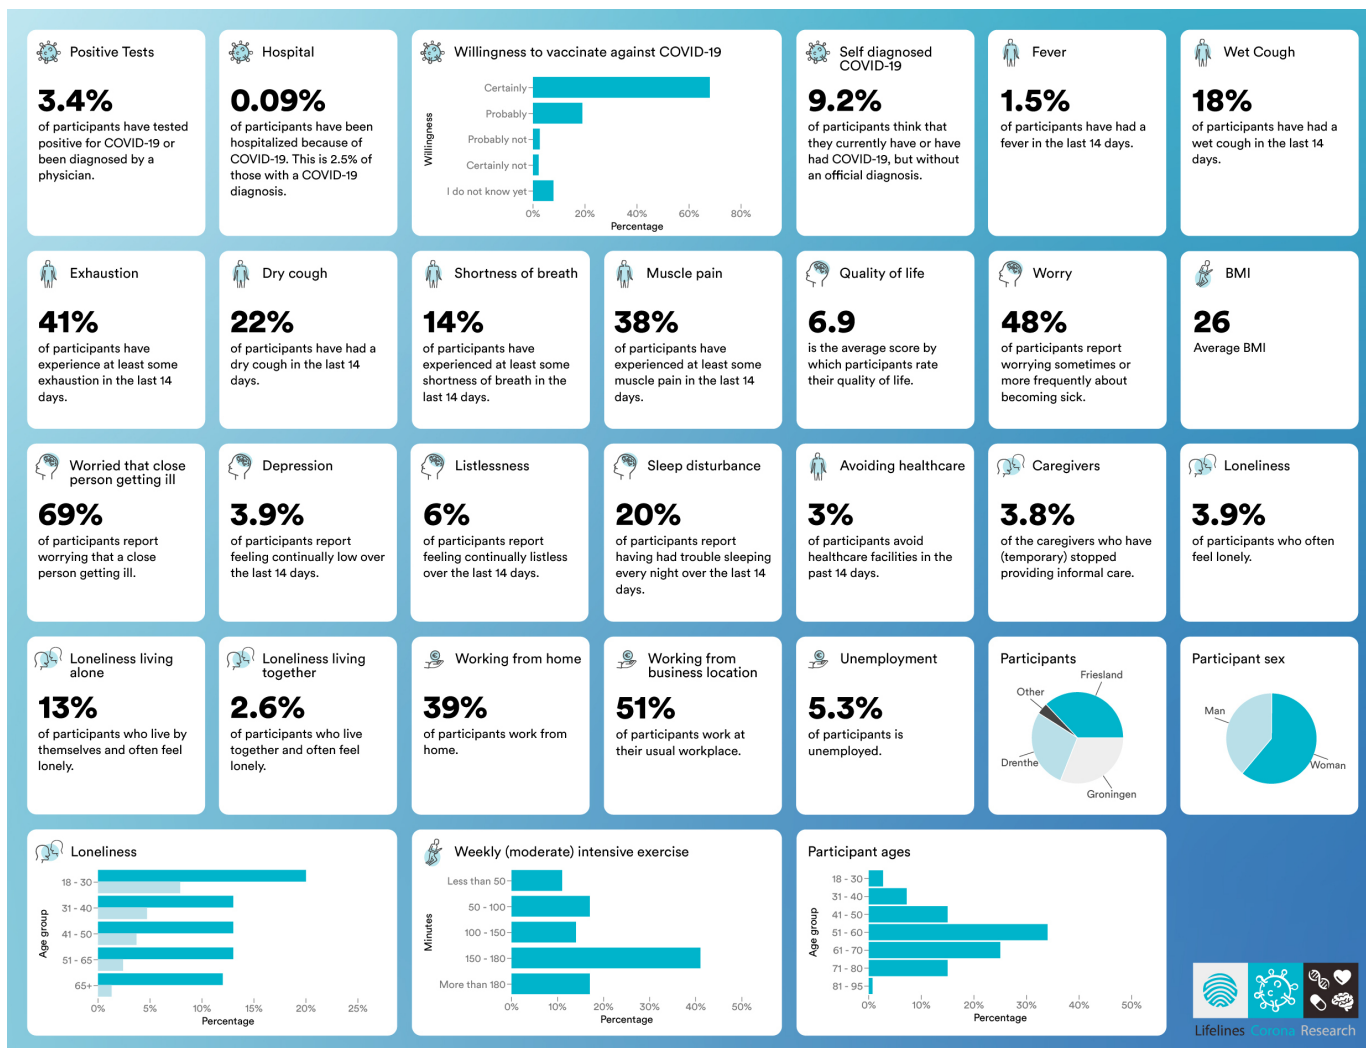 Positive Tests
3.4%
of participants have tested
positive for COVID-19 or
been diagnosed by a
physician.
Hospital
0.09%
of participants have been
hospitalized because of
COVID-19. This is 2.5% of
those with a COVID-19
diagnosis.
Willingness to vaccinate against COVID-19
Willingness
Certainly
Probably
Probably not
Certainly not
I do not know yet
0% 20% 40% 60% 80%
Percentage
Self diagnosed
COVID-19
9.2%
of participants think that
they currently have or have
had COVID-19, but without
an official diagnosis.
Fever
1.5%
of participants have had a
fever in the last 14 days.
Wet Cough
18%
of participants have had a
wet cough in the last 14
days.
Exhaustion
41%
of participants have
experience at least some
exhaustion in the last 14
days.
Dry cough
22%
of participants have had a
dry cough in the last 14
days.
Shortness of breath
14%
of participants have
experienced at least some
shortness of breath in the
last 14 days.
Muscle pain
38%
of participants have
experienced at least some
muscle pain in the last 14
days.
Quality of life
6.9
is the average score by
which participants rate
their quality of life.
Worry
48%
of participants report
worrying sometimes or
more frequently about
becoming sick.
BMI
26
Average BMI
Worried that close
person getting ill
69%
of participants report
worrying that a close
person getting ill.
Depression
3.9%
of participants report
feeling continually low over
the last 14 days.
Listlessness
6%
of participants report
feeling continually listless
over the last 14 days.
Sleep disturbance
20%
of participants report
having had trouble sleeping
every night over the last 14
days.
Avoiding healthcare
3%
of participants avoid
healthcare facilities in the
past 14 days.
Caregivers
3.8%
of the caregivers who have
(temporary) stopped
providing informal care.
Loneliness
3.9%
of participants who often
feel lonely.
Loneliness living
alone
13%
of participants who live by
themselves and often feel
lonely.
Loneliness living
together
2.6%
of participants who live
together and often feel
lonely.
Working from home
39%
of participants work from
home.
Working from
business location
51%
of participants work at
their usual workplace.
Unemployment
5.3%
of participants is
unemployed.
Participants
Friesland
Other
Drenthe
Groningen
Participant sex
Man
Woman
Loneliness
Age group
18 - 30
31 - 40
41 - 50
51 - 65
65+
0% 5% 10% 15% 20% 25%
Percentage
Weekly (moderate) intensive exercise
Minutes
Less than 50
50 - 100
100 - 150
150 - 180
More than 180
0% 10% 20% 30% 40% 50%
Percentage
Participant ages
Age group
18 - 30
31 - 40
41 - 50
51 - 60
61 - 70
71 - 80
81 - 95
0% 10% 20% 30% 40% 50%
Percentage
Lifelines Corona Research